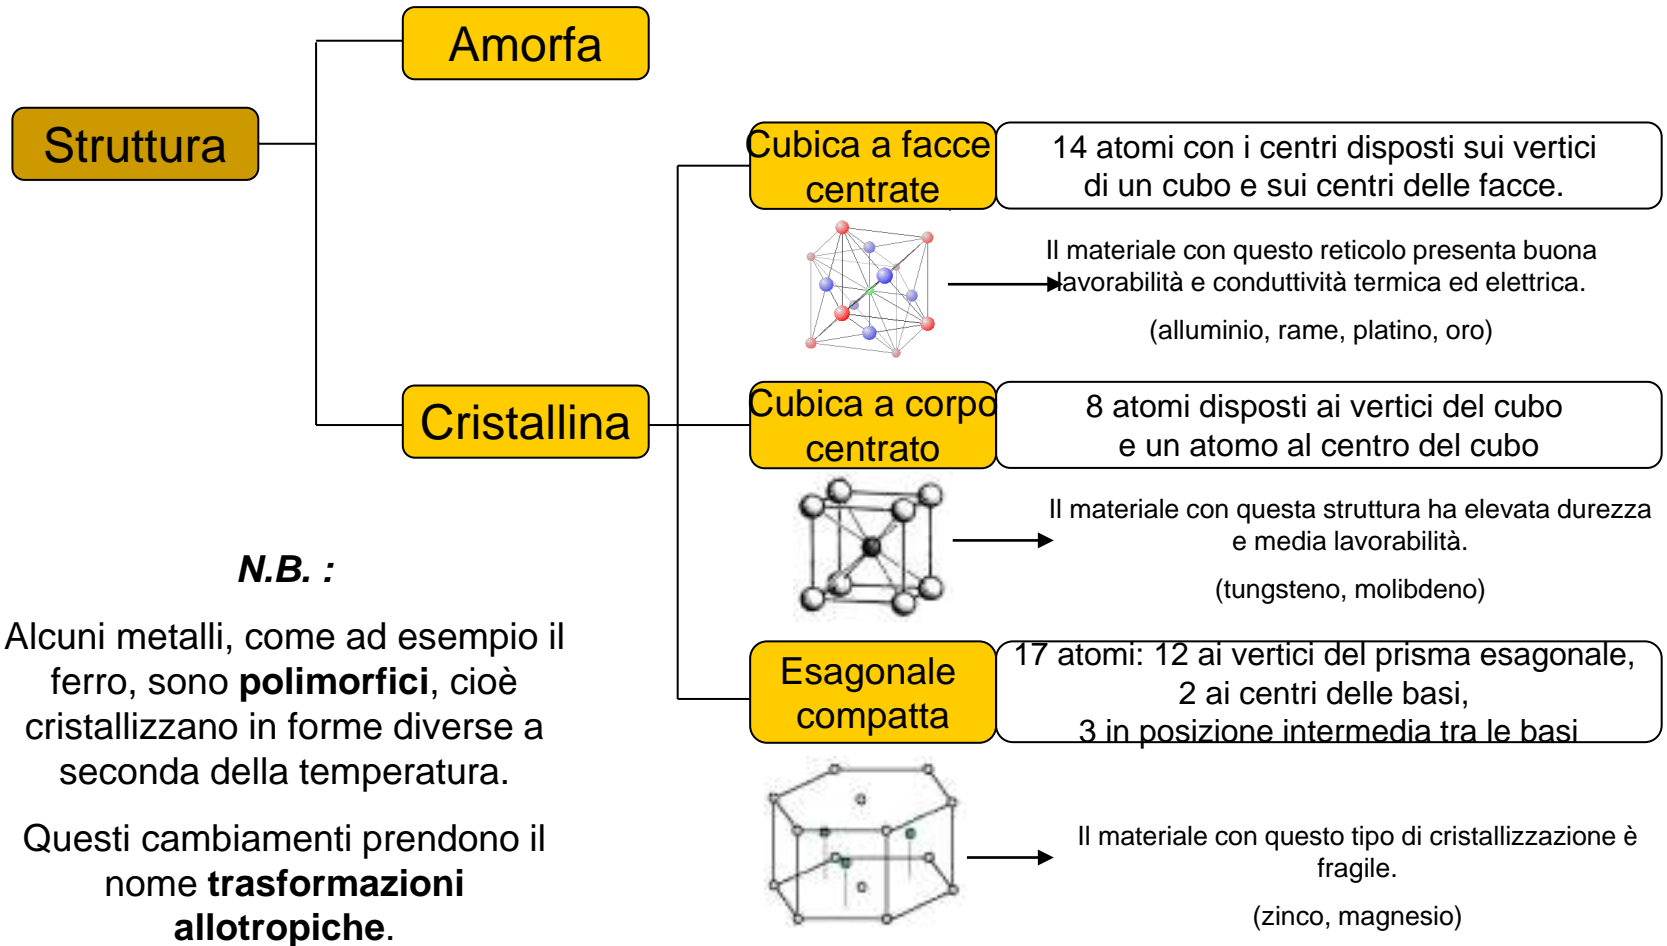 Amorfa
Struttura
Cubica a facce
centrate
14 atomi con i centri disposti sui vertici
di un cubo e sui centri delle facce.
Il materiale con questo reticolo presenta buona
lavorabilità e conduttività termica ed elettrica.
(alluminio, rame, platino, oro)
Cristallina
Cubica a corpo
centrato
8 atomi disposti ai vertici del cubo
e un atomo al centro del cubo
Il materiale con questa struttura ha elevata durezza
e media lavorabilità.
(tungsteno, molibdeno)
Esagonale
compatta
17 atomi: 12 ai vertici del prisma esagonale,
2 ai centri delle basi,
3 in posizione intermedia tra le basi
Il materiale con questo tipo di cristallizzazione è
fragile.
(zinco, magnesio)
N.B. :
Alcuni metalli, come ad esempio il
ferro, sono polimorfici, cioè
cristallizzano in forme diverse a
seconda della temperatura.
Questi cambiamenti prendono il
nome trasformazioni
allotropiche.